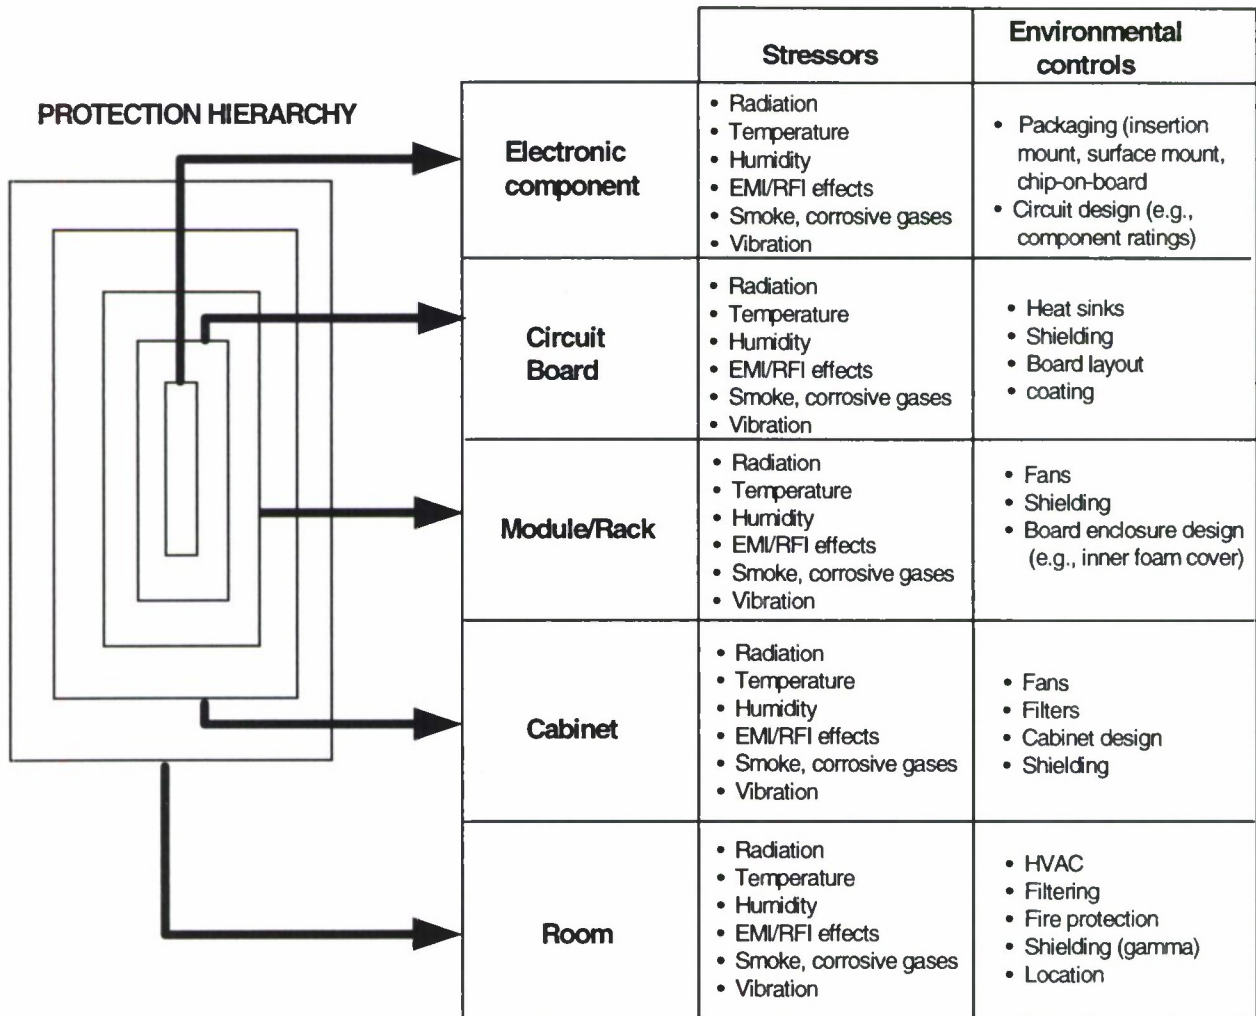 Stressors
Environmental
controls
PROTECTION HIERARCHY
Electronic
component
• Radiation
• Temperature
• Humidity
• EMI/RFI effects
• Smoke, corrosive gases
• Vibration
• Packaging (insertion
mount, surface mount,
chip-on-board
• Circuit design (e.g.,
component ratings)
Circuit
Board
• Radiation
• Temperature
• Humidity
• EMI/RFI effects
• Smoke, corrosive gases
• Vibration
• Heat sinks
• Shielding
• Board layout
• coating
Module/Rack
• Radiation
• Temperature
• Humidity
• EMI/RFI effects
• Smoke, corrosive gases
• Vibration
• Fans
• Shielding
• Board enclosure design
(e.g., inner foam cover)
Cabinet
• Radiation
• Temperature
• Humidity
• EMI/RFI effects
• Smoke, corrosive gases
• Vibration
• Fans
• Filters
• Cabinet design
• Shielding
Room
• Radiation
• Temperature
• Humidity
• EMI/RFI effects
• Smoke, corrosive gases
• Vibration
• HVAC
• Filtering
• Fire protection
• Shielding (gamma)
• Location